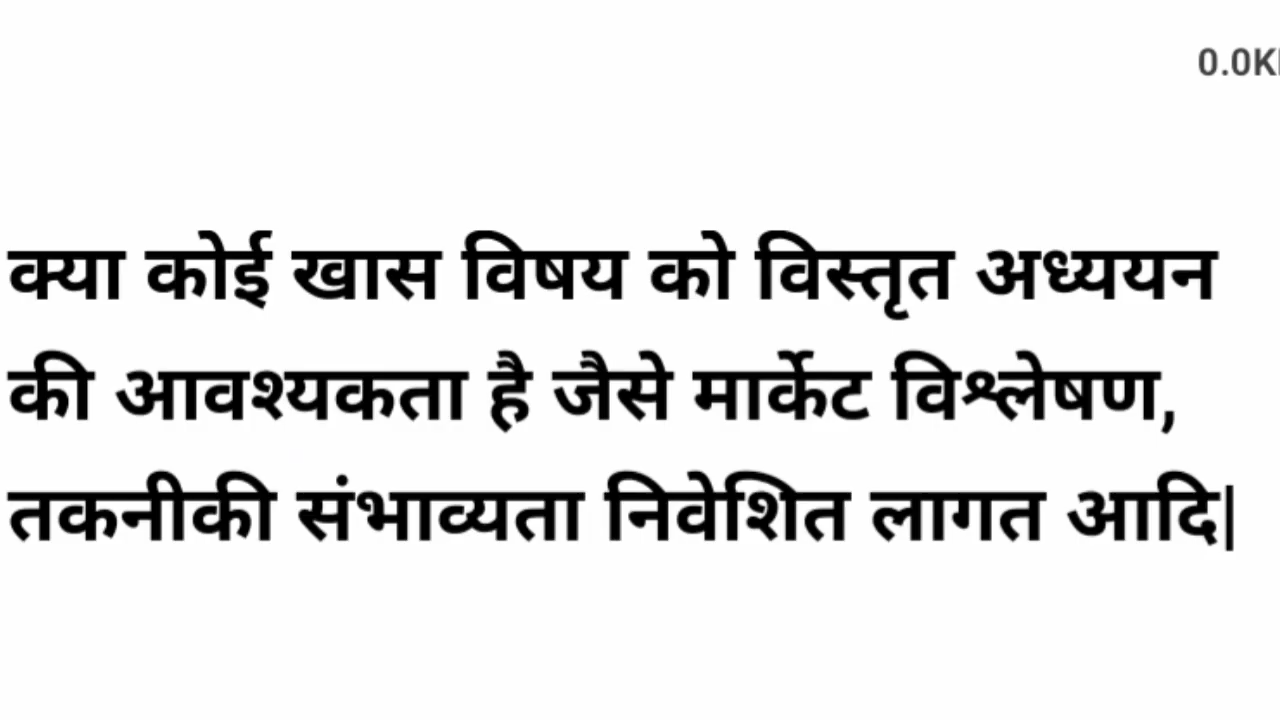 0.0K
क्या कोई खास विषय को विस्तृत अध्ययन
की आवश्यकता है जैसे मार्केट विश्लेषण,
तकनीकी संभाव्यता निवेशित लागत आदि|